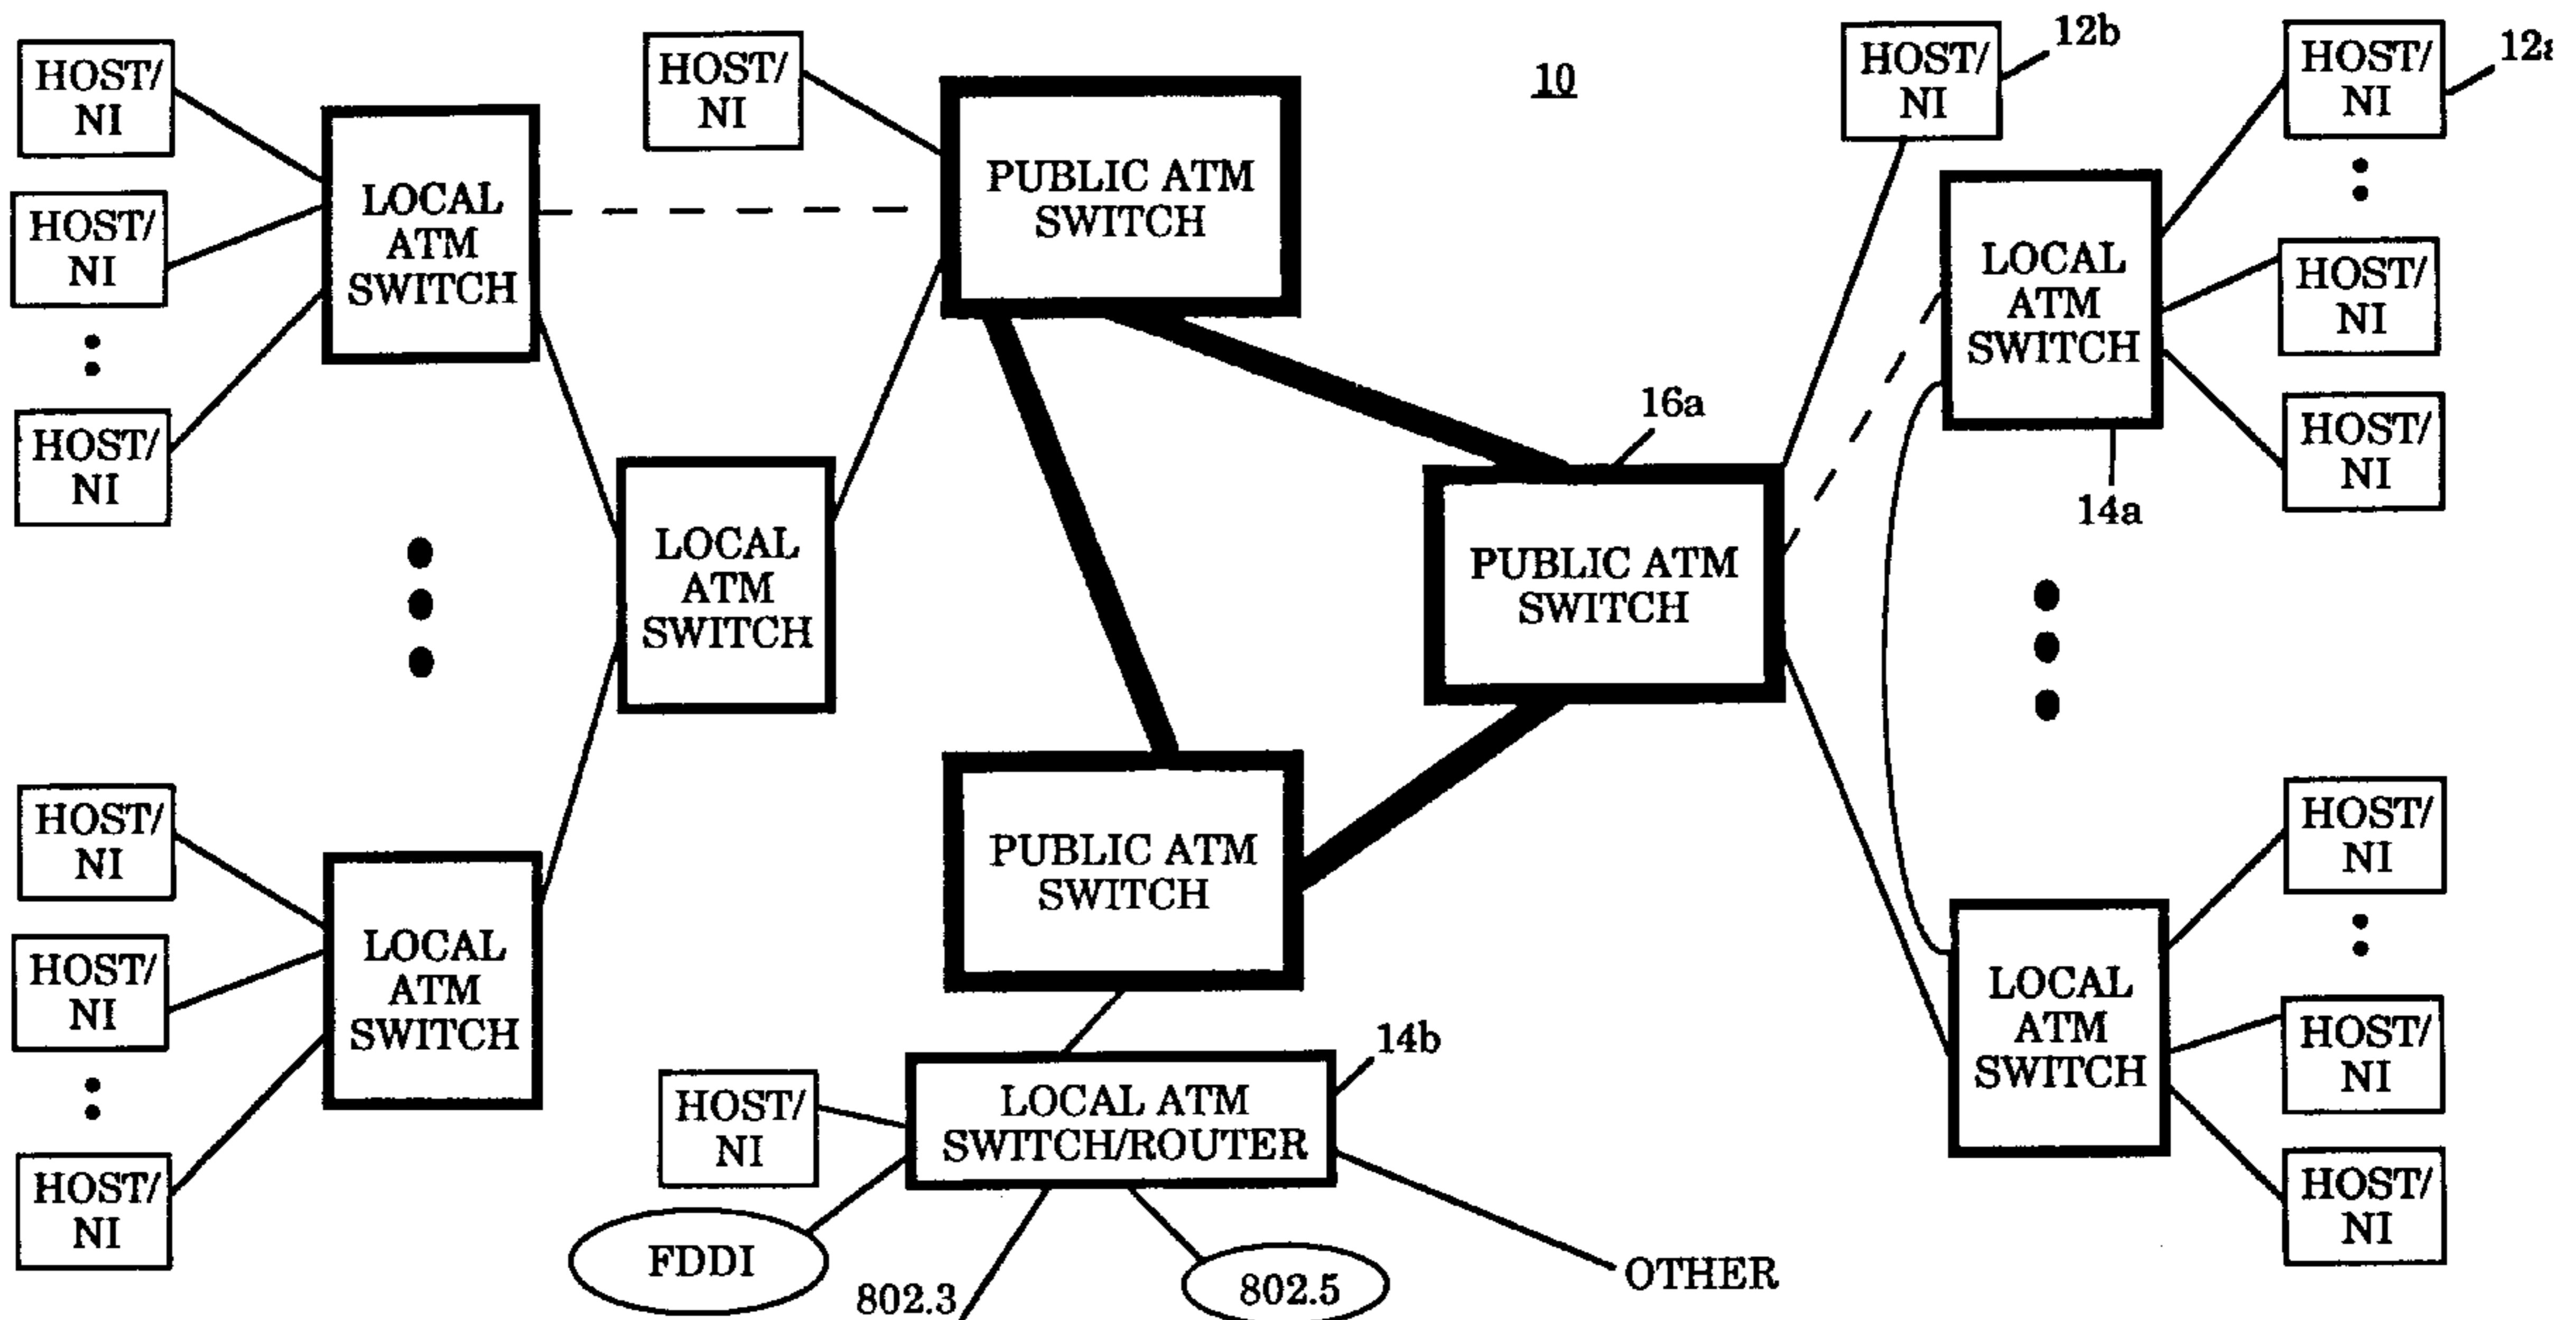 HOST/
NI
HOST/
NI
HOST/
NI
LOCAL
ATM
SWITCH
HOST/
NI
PUBLIC ATM
SWITCH
10
HOST/
NI
12b
HOST/
NI
LOCAL
ATM
SWITCH
14a
HOST/
NI
HOST/
NI
LOCAL
ATM
SWITCH
16a
PUBLIC ATM
SWITCH
PUBLIC ATM
SWITCH
HOST/
NI
HOST/
NI
HOST/
NI
LOCAL
ATM
SWITCH
HOST/
NI
14b
LOCAL ATM
SWITCH/ROUTER
FDDI
802.3
802.5
OTHER
LOCAL
ATM
SWITCH
HOST/
NI
HOST/
NI
HOST/
NI